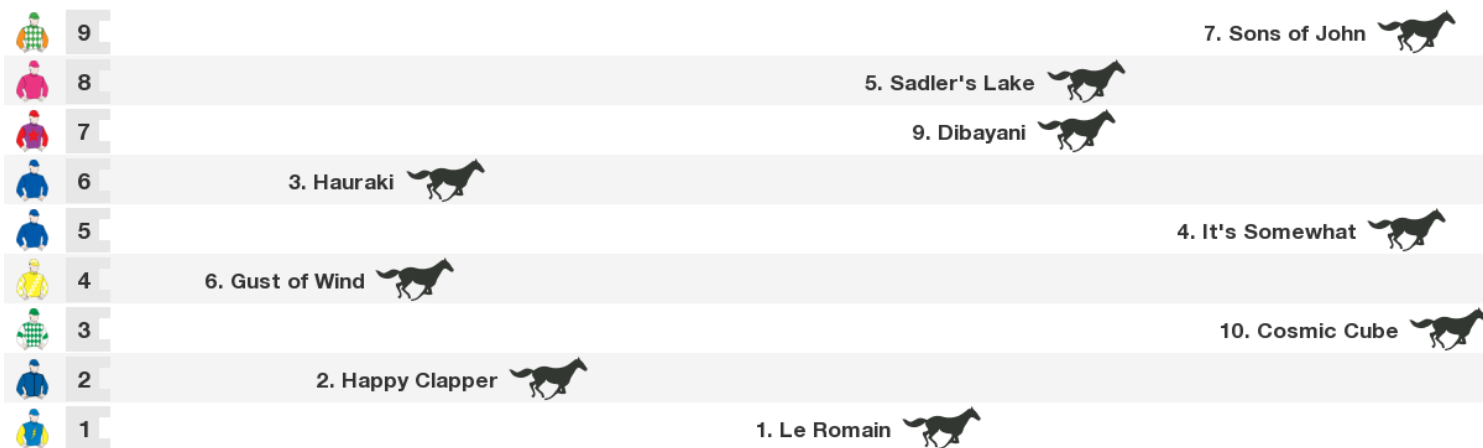 9 7. Sons of John
8 5. Sadler's Lake
7 9. Dibayani
6 3. Hauraki
5 4. It's Somewhat
4 6. Gust of Wind
3 10. Cosmic Cube
2 2. Happy Clapper
1 1. Le Romain